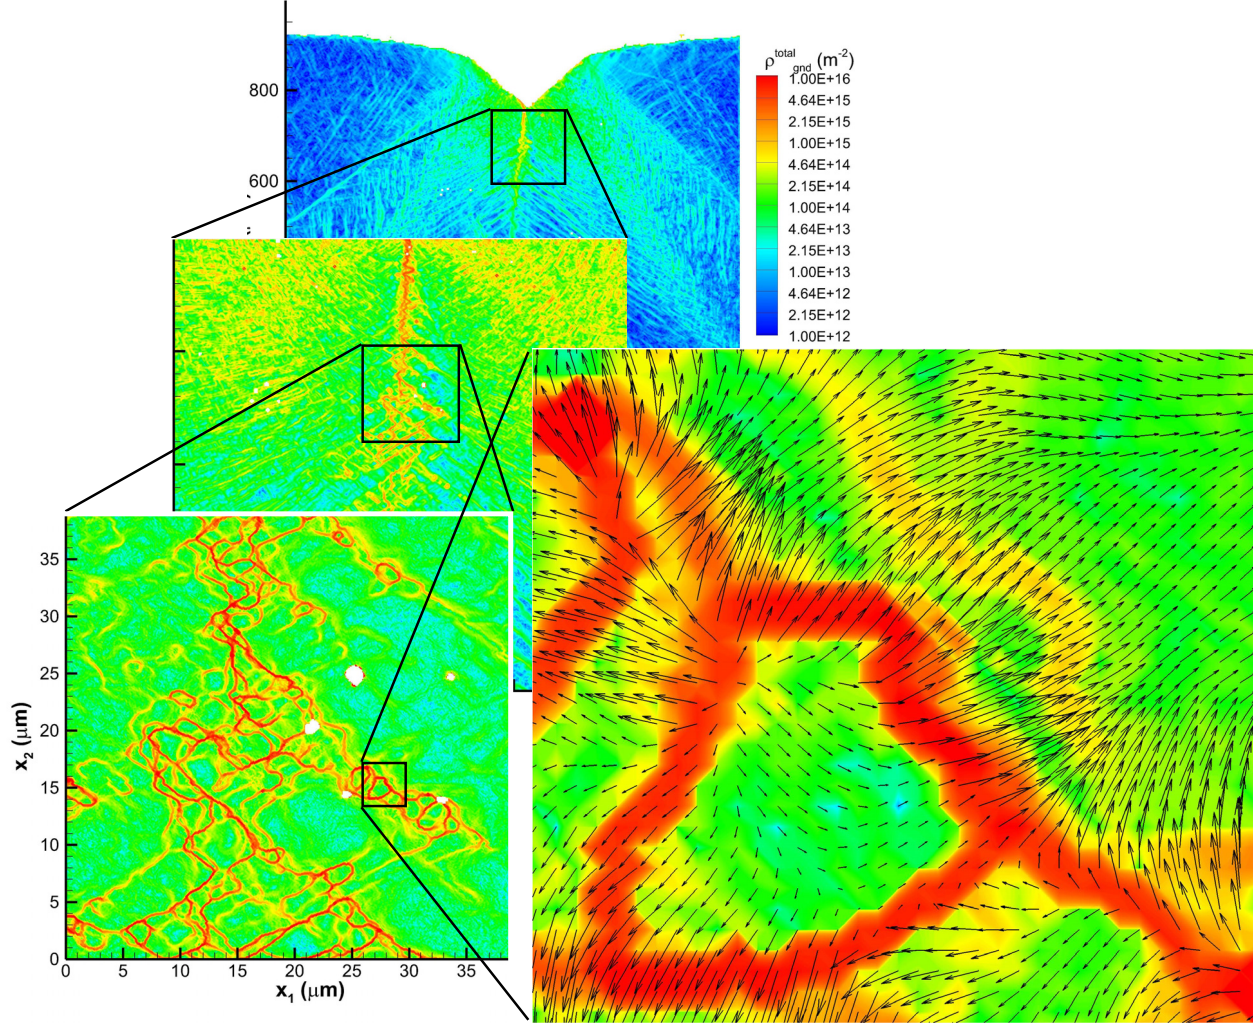 ρ^total_gnd (m^-2)
1.00E+16
4.64E+15
2.15E+15
1.00E+15
4.64E+14
2.15E+14
1.00E+14
4.64E+13
2.15E+13
1.00E+13
4.64E+12
2.15E+12
1.00E+12
800
600
35
30
25
20
15
10
5
0
x_2 (μm)
0 5 10 15 20 25 30 35
x_1 (μm)